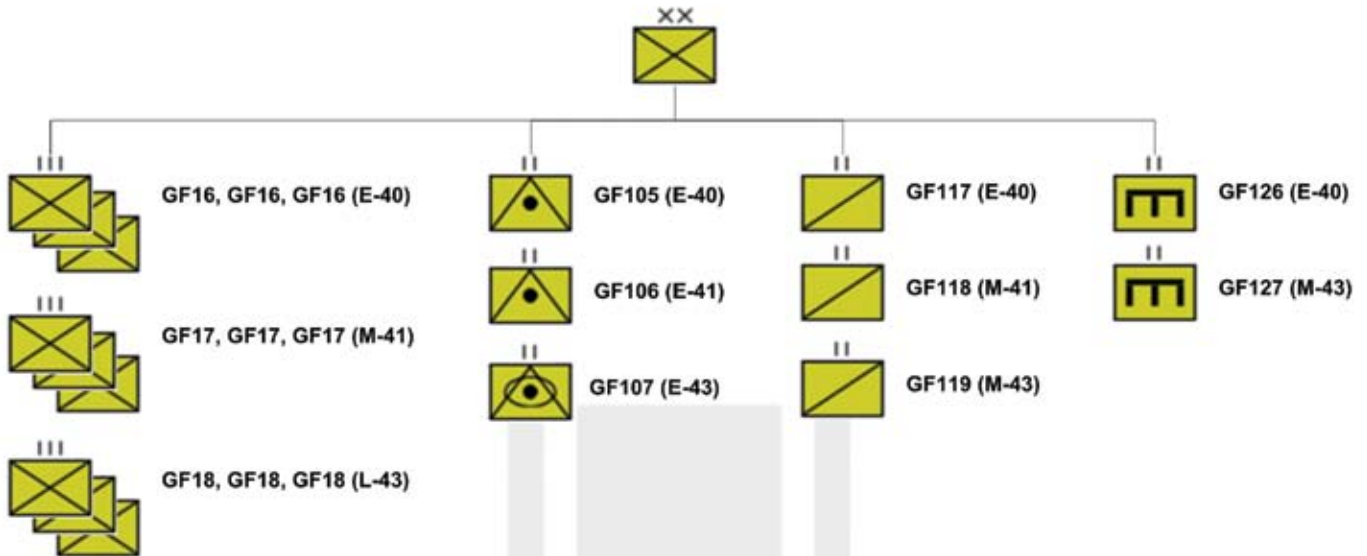 GF16, GF16, GF16 (E-40)
GF17, GF17, GF17 (M-41)
GF18, GF18, GF18 (L-43)
GF105 (E-40)
GF106 (E-41)
GF107 (E-43)
GF117 (E-40)
GF118 (M-41)
GF119 (M-43)
GF126 (E-40)
GF127 (M-43)